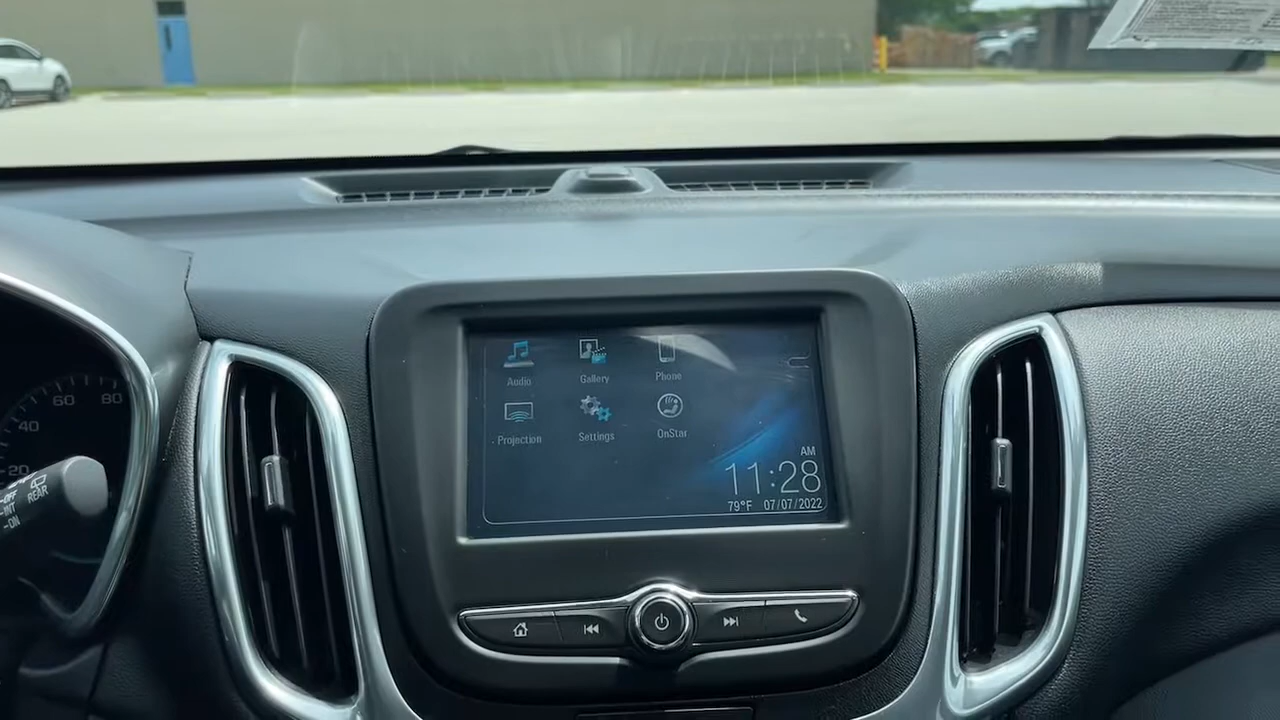 Audio
Gallery
Phone
Projection
Settings
OnStar
AM
11:28
79°F 07/07/2022
60
80
40
20
OFF
INT
ON
REAR